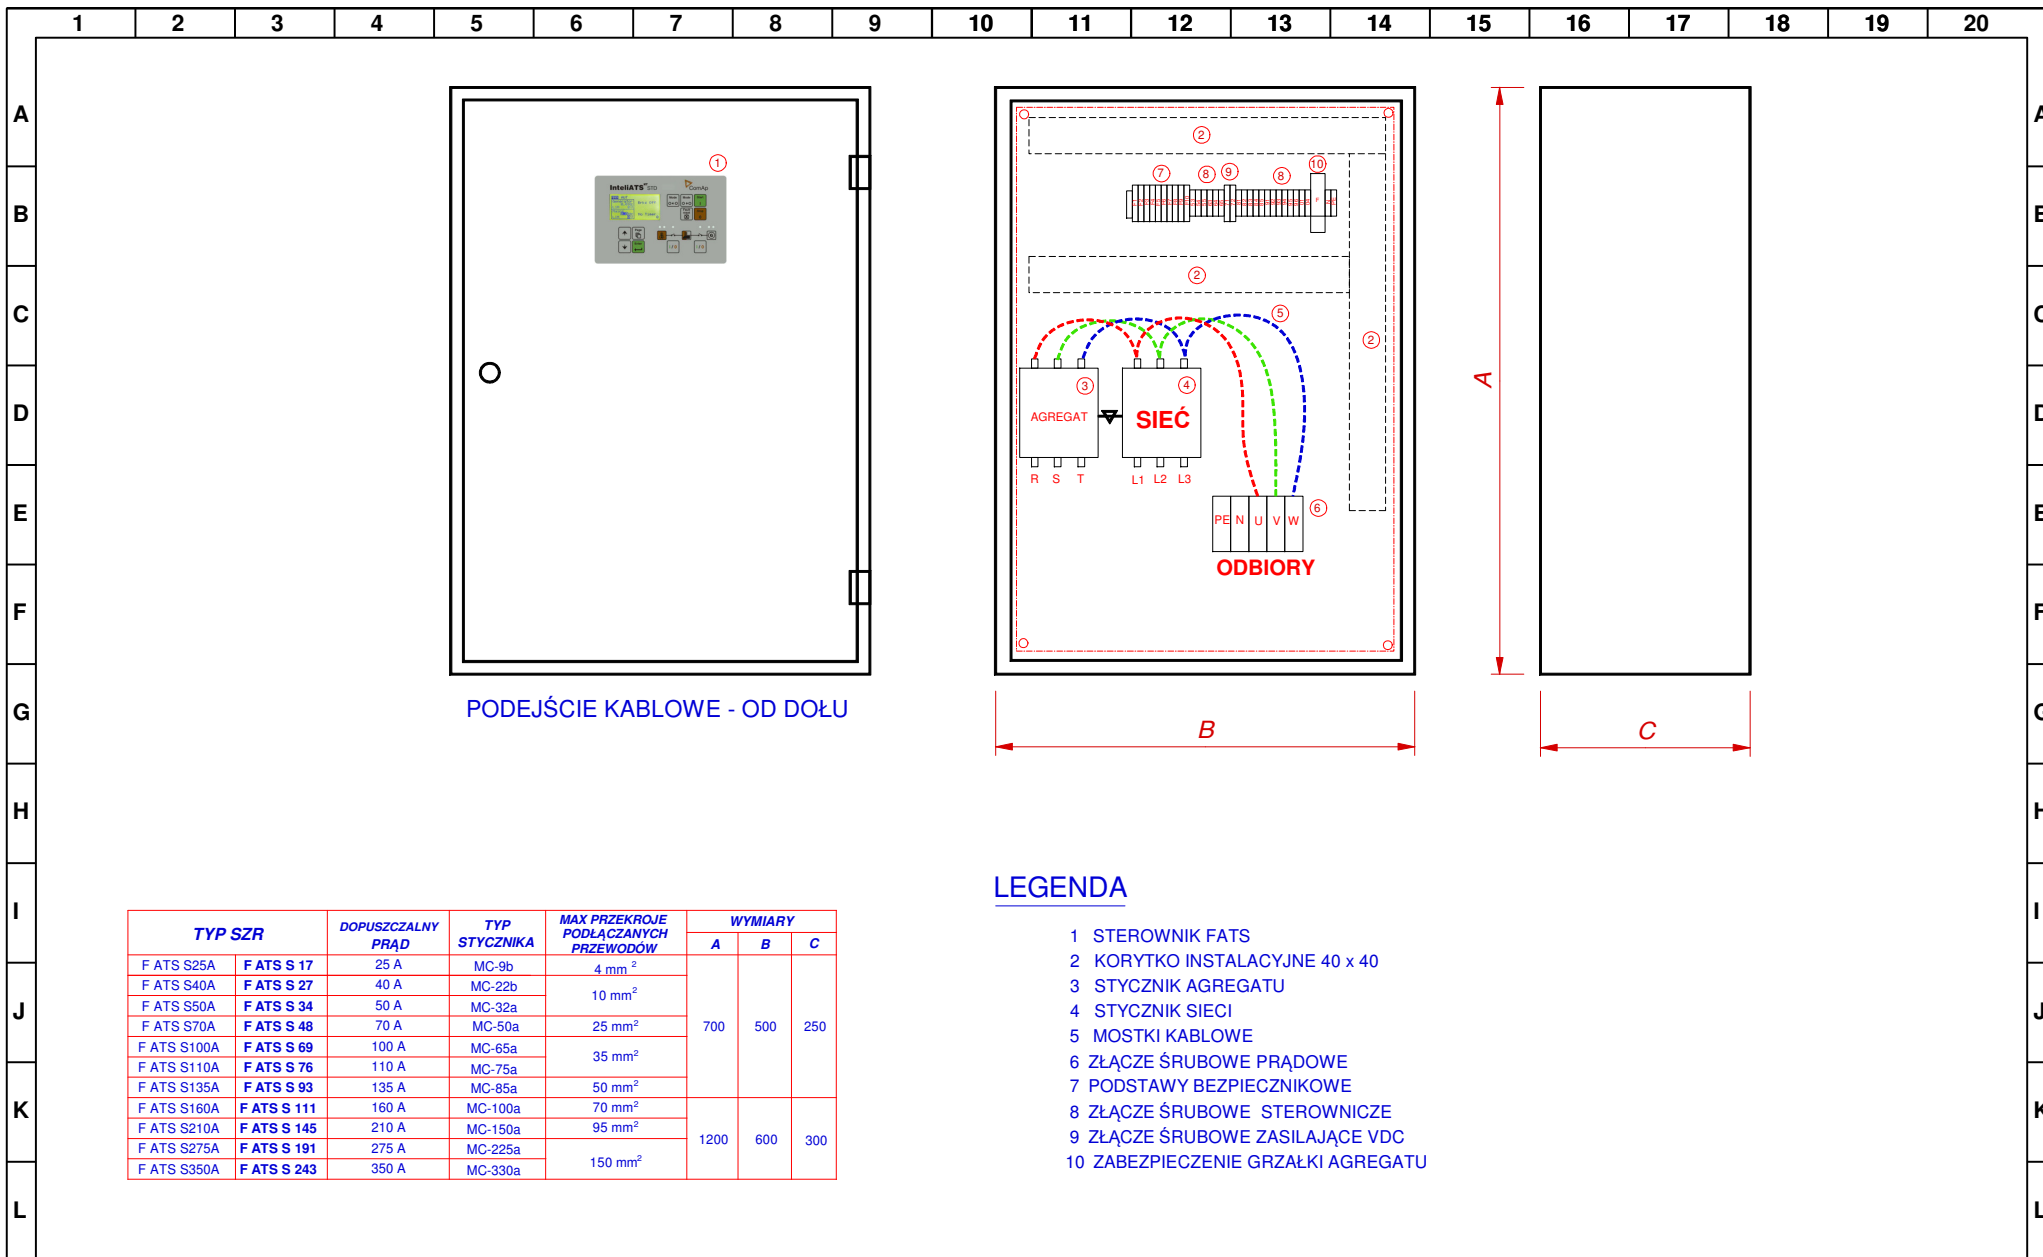 1 2 3 4 5 6 7 8 9 10 11 12 13 14 15 16 17 18 19 20
A
B
C
D
E
F
G
H
I
J
K
L
1
InteliATS STD
ComAp
PODEJŚCIE KABLOWE - OD DOŁU
2
7 8 9 8 10
2
5
2
3 4
AGREGAT
SIEĆ
R S T L1 L2 L3
6
PE N U V W
ODBIORY
A
B
C
TYP SZR DOPUSZCZALNY PRĄD TYP STYCZNIKA MAX PRZEKROJE PODŁĄCZANYCH PRZEWODÓW WYMIARY
A B C
F ATS S25A F ATS S 17 25 A MC-9b 4 mm 2
F ATS S40A F ATS S 27 40 A MC-22b 10 mm2
F ATS S50A F ATS S 34 50 A MC-32a
F ATS S70A F ATS S 48 70 A MC-50a 25 mm2 700 500 250
F ATS S100A F ATS S 69 100 A MC-65a 35 mm2
F ATS S110A F ATS S 76 110 A MC-75a
F ATS S135A F ATS S 93 135 A MC-85a 50 mm2
F ATS S160A F ATS S 111 160 A MC-100a 70 mm2
F ATS S210A F ATS S 145 210 A MC-150a 95 mm2 1200 600 300
F ATS S275A F ATS S 191 275 A MC-225a 150 mm2
F ATS S350A F ATS S 243 350 A MC-330a
LEGENDA
1 STEROWNIK FATS
2 KORYTKO INSTALACYJNE 40 x 40
3 STYCZNIK AGREGATU
4 STYCZNIK SIECI
5 MOSTKI KABLOWE
6 ZŁĄCZE ŚRUBOWE PRĄDOWE
7 PODSTAWY BEZPIECZNIKOWE
8 ZŁĄCZE ŚRUBOWE STEROWNICZE
9 ZŁĄCZE ŚRUBOWE ZASILAJĄCE VDC
10 ZABEZPIECZENIE GRZAŁKI AGREGATU